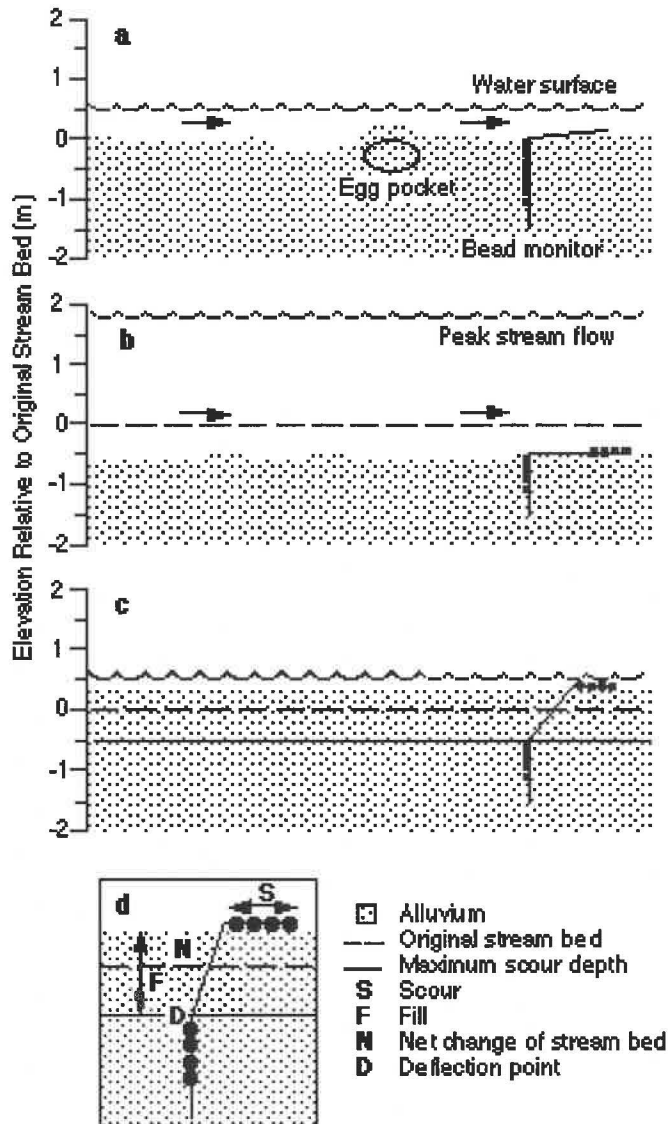 Elevation Relative to Original Stream Bed (m)
2
a
1
Water surface
0
Egg pocket
-1
Bead monitor
-2
2
b
Peak stream flow
1
0
-1
-2
2
c
1
0
-1
-2
d
S
N
F
D
Alluvium
Original stream bed
Maximum scour depth
S Scour
F Fill
N Net change of stream bed
D Deflection point